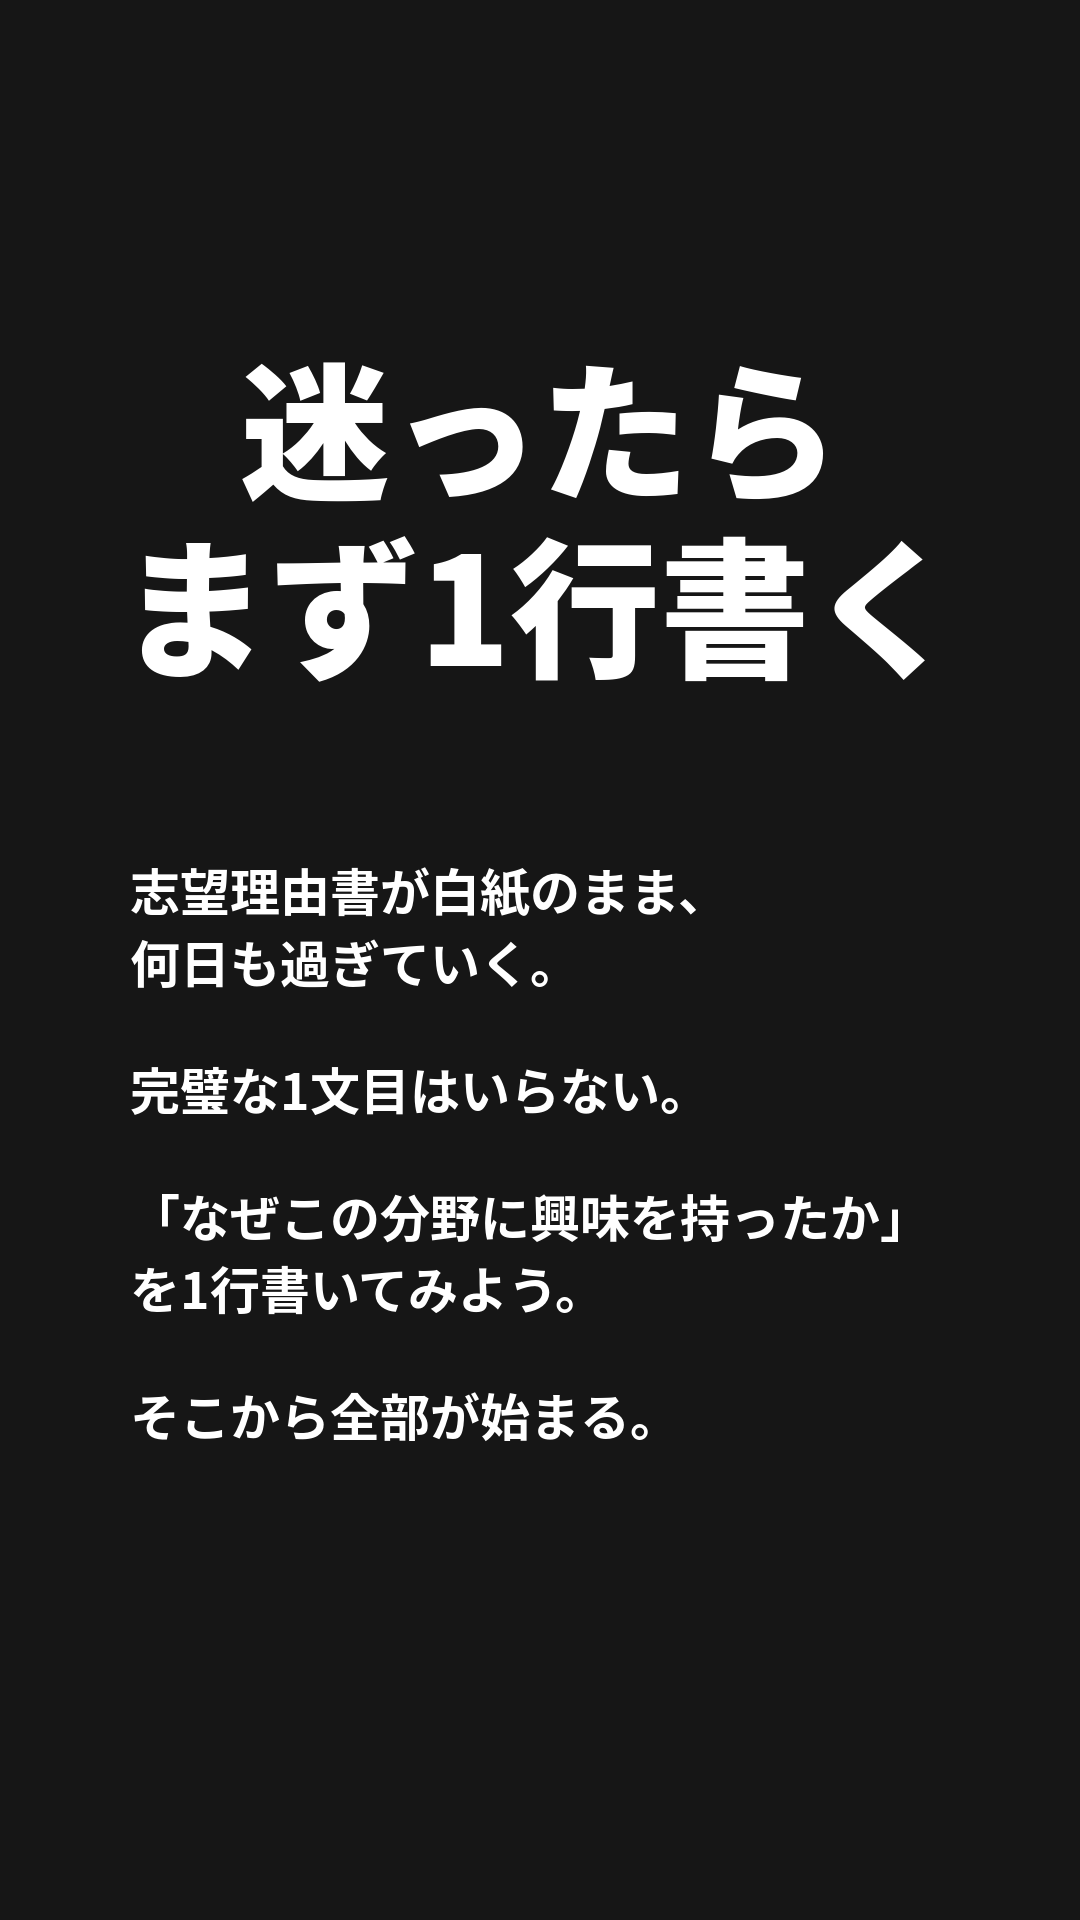 迷ったら
まず1行書く
志望理由書が白紙のまま、
何日も過ぎていく。
完璧な1文目はいらない。
「なぜこの分野に興味を持ったか」
を1行書いてみよう。
そこから全部が始まる。